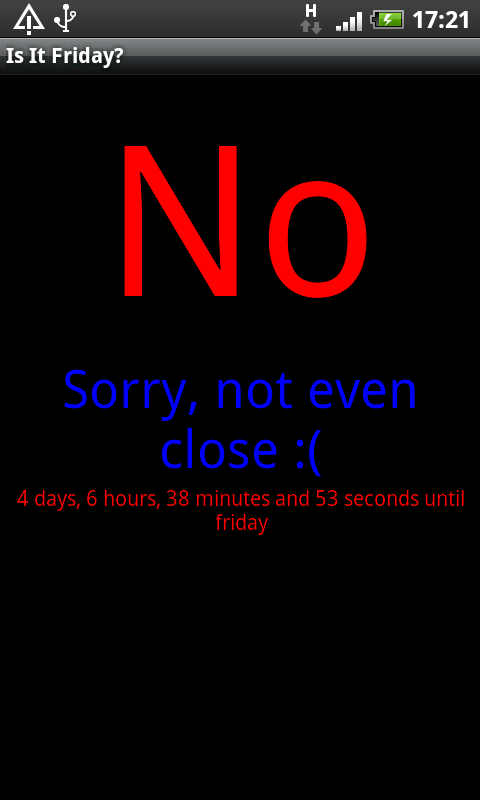 H
17:21
Is It Friday?
No
Sorry, not even
close :(
4 days, 6 hours, 38 minutes and 53 seconds until
friday